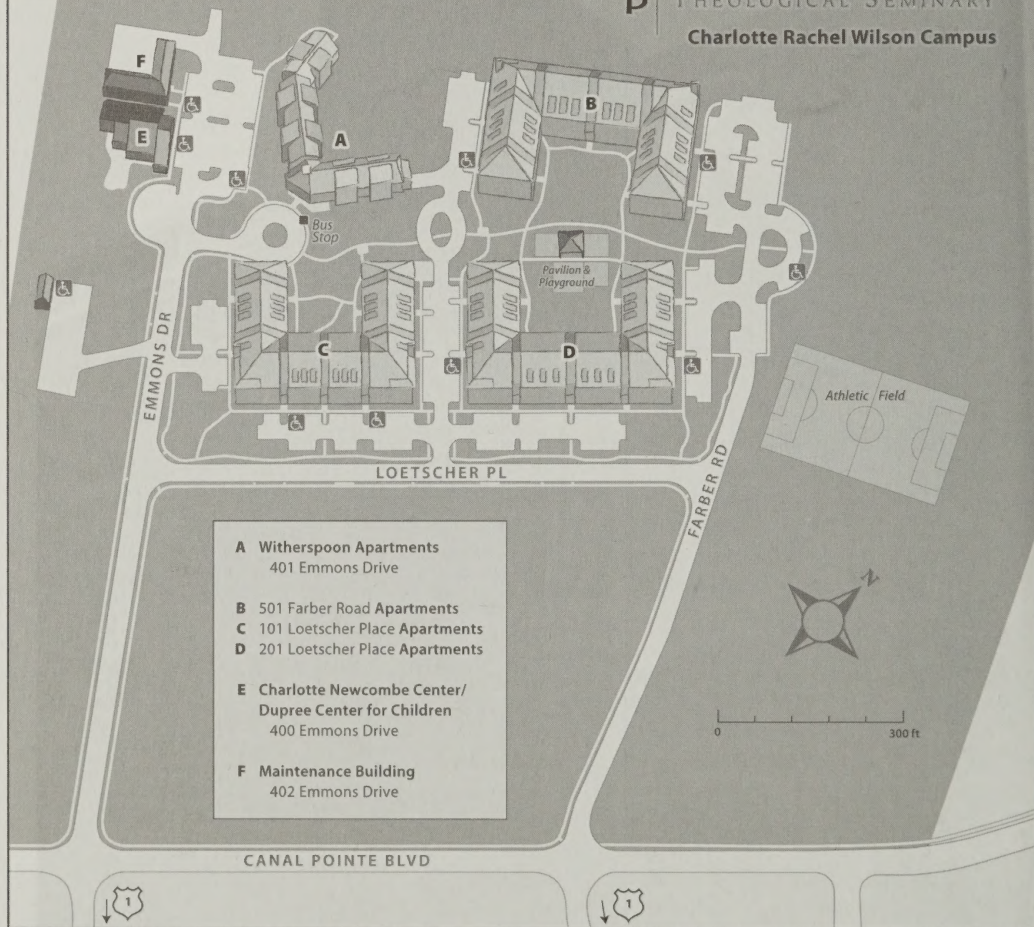 THEOLOGICAL SEMINARY
Charlotte Rachel Wilson Campus
F
E
A
B
Bus
Stop
Pavilion &
Playground
C
D
EMMONS DR
Athletic Field
LOETSCHER PL
FARBER RD
A Witherspoon Apartments
401 Emmons Drive
B 501 Farber Road Apartments
C 101 Loetscher Place Apartments
D 201 Loetscher Place Apartments
E Charlotte Newcombe Center/
Dupree Center for Children
400 Emmons Drive
F Maintenance Building
402 Emmons Drive
N
0 300 ft
CANAL POINTE BLVD
1
1